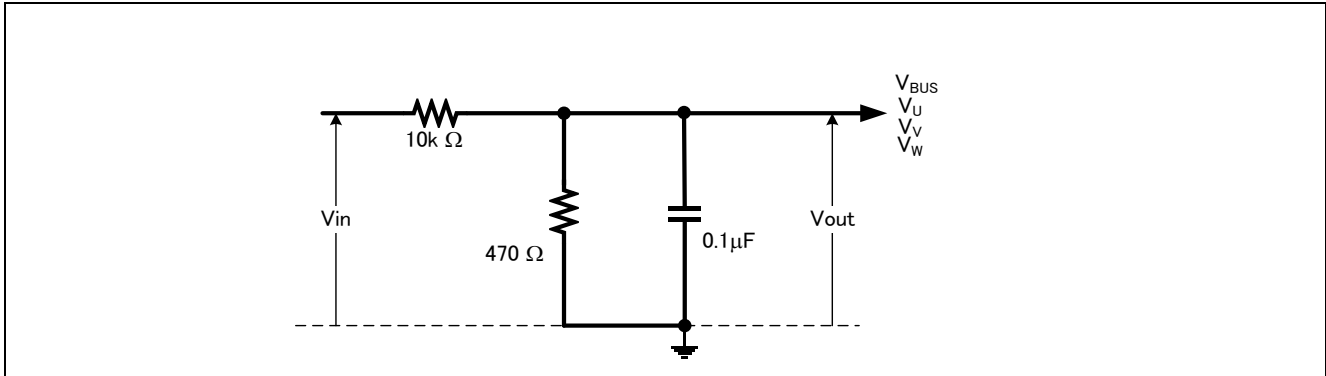 V_BUS
V_U
V_V
V_W
10k Ω
Vin
470 Ω
0.1μF
Vout